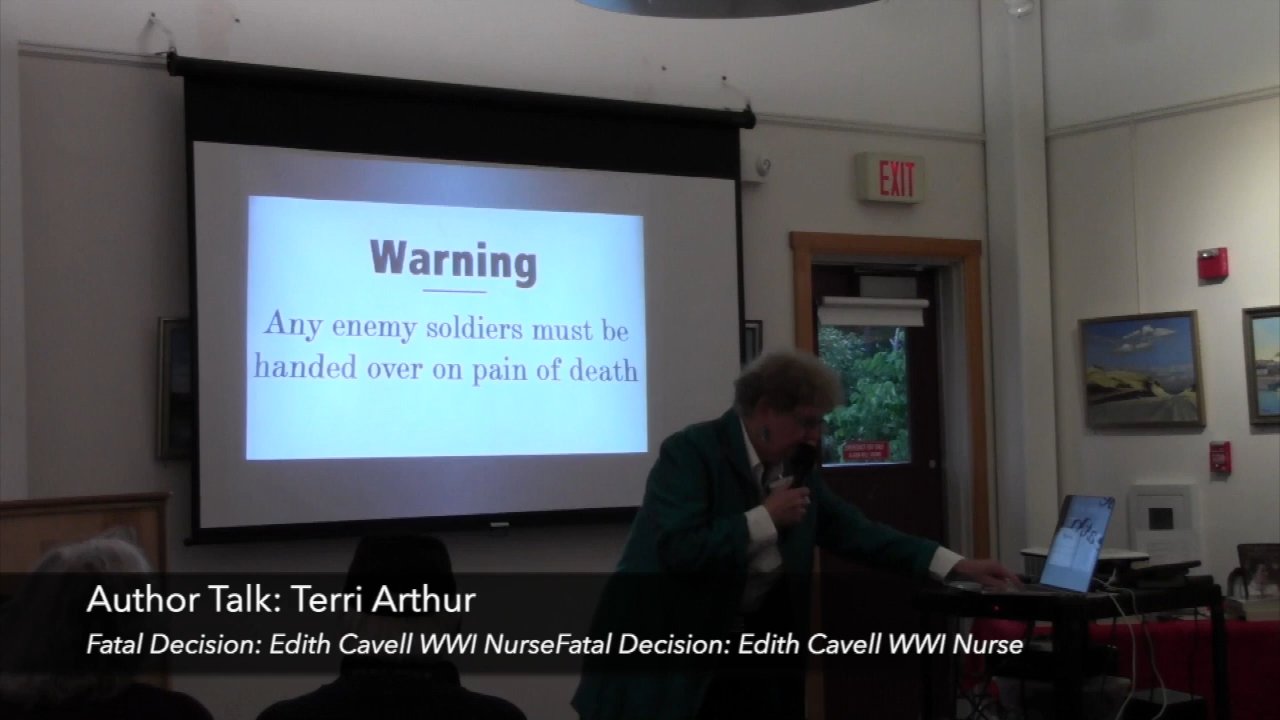 Warning
Any enemy soldiers must be
handed over on pain of death
EXIT
Author Talk: Terri Arthur
Fatal Decision: Edith Cavell WWI NurseFatal Decision: Edith Cavell WWI Nurse